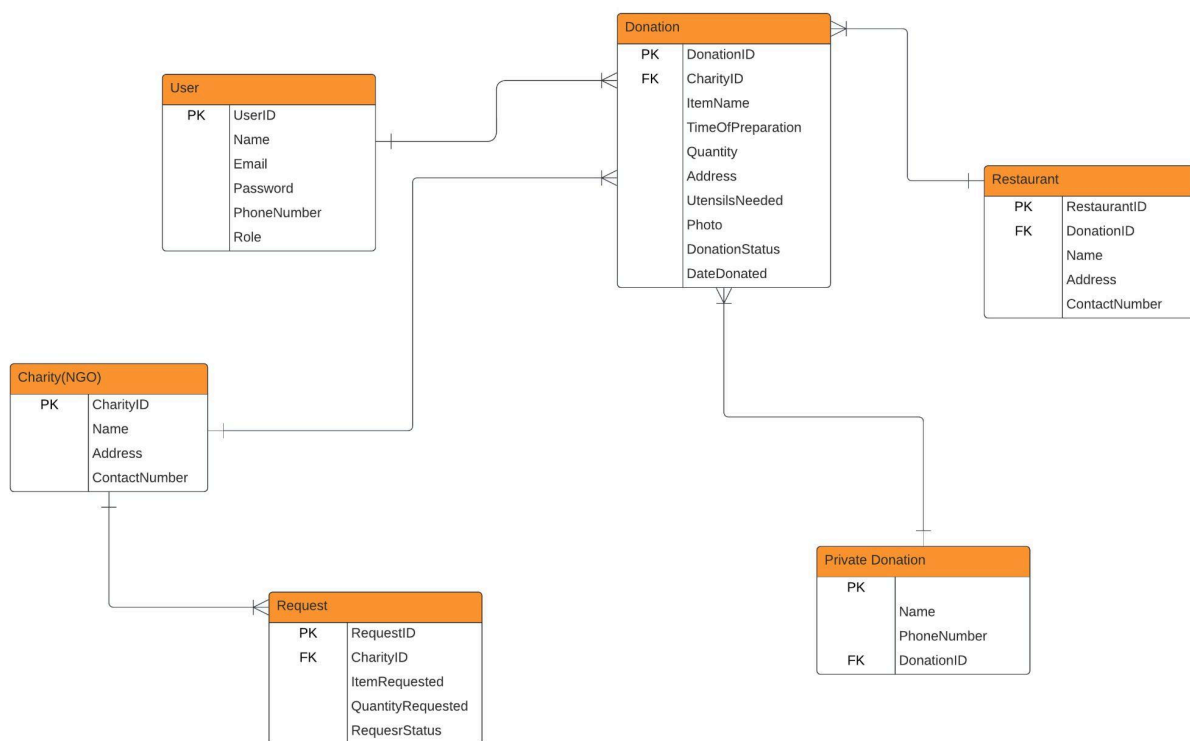 Donation
PK DonationID
FK CharityID
ItemName
TimeOfPreparation
Quantity
Address
UtensilsNeeded
Photo
DonationStatus
DateDonated
User
PK UserID
Name
Email
Password
PhoneNumber
Role
Restaurant
PK RestaurantID
FK DonationID
Name
Address
ContactNumber
Charity(NGO)
PK CharityID
Name
Address
ContactNumber
Private Donation
PK
Name
PhoneNumber
FK DonationID
Request
PK RequestID
FK CharityID
ItemRequested
QuantityRequested
RequesrStatus